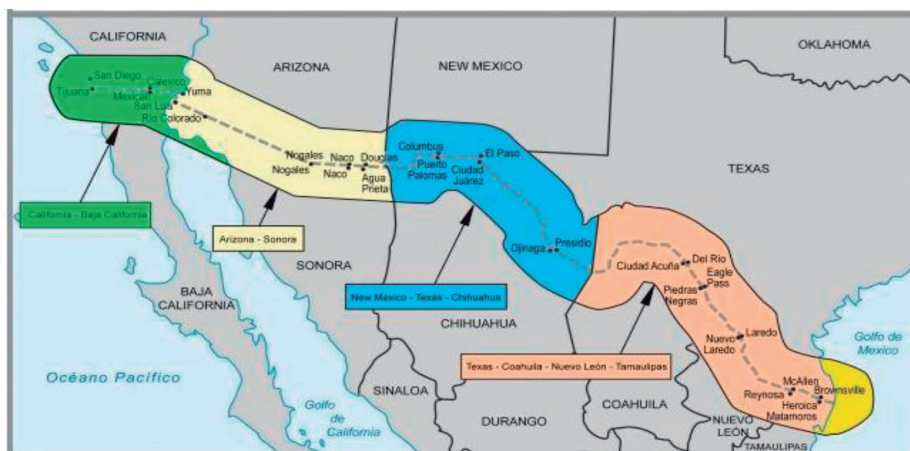 CALIFORNIA
ARIZONA
NEW MEXICO
OKLAHOMA
TEXAS
San Diego
Tijuana
Calexico
Mexicali
Yuma
San Luis
Río Colorado
Nogales
Nogales
Naco
Naco
Douglas
Agua
Prieta
Columbus
Puerto
Palomas
El Paso
Ciudad
Juárez
Ojinaga
Presidio
Ciudad Acuña
Del Río
Eagle
Pass
Piedras
Negras
Nuevo
Laredo
Laredo
McAllen
Reynosa
Brownsville
Heroica
Matamoros
California - Baja California
Arizona - Sonora
New Mexico - Texas - Chihuahua
Texas - Coahuila - Nuevo León - Tamaulipas
SONORA
BAJA
CALIFORNIA
CHIHUAHUA
SINALOA
DURANGO
COAHUILA
NUEVO
LEÓN
TAMAULIPAS
Océano Pacífico
Golfo
de
California
Golfo
de Mexico